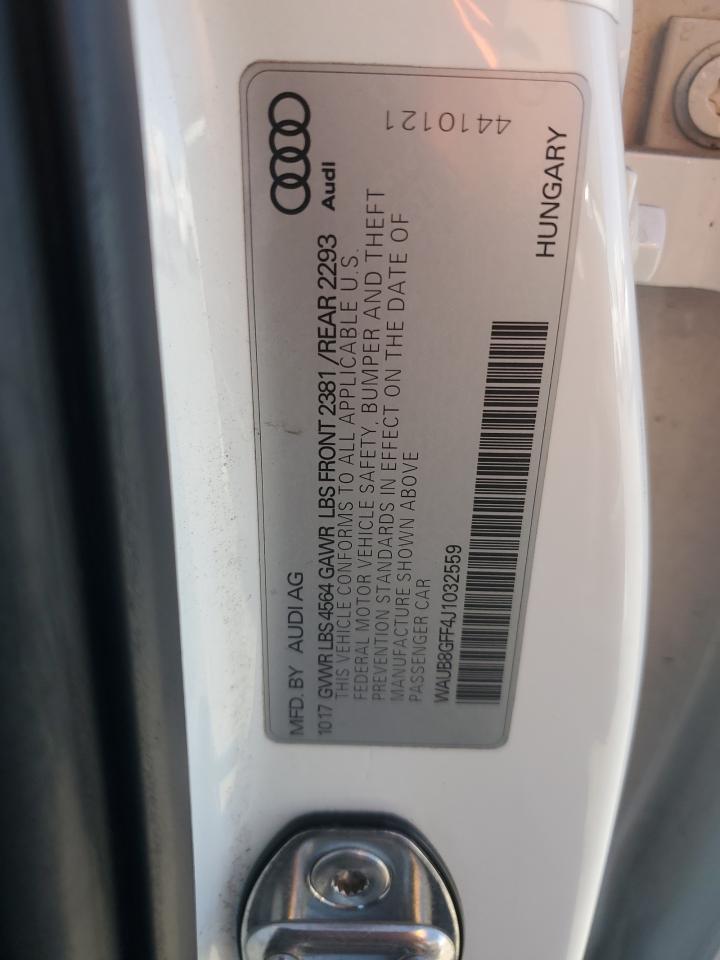 Audi
MFD. BY AUDI AG
1017 GVWR LBS 4564 GAWR LBS FRONT 2381 /REAR 2293
THIS VEHICLE CONFORMS TO ALL APPLICABLE U.S.
FEDERAL MOTOR VEHICLE SAFETY, BUMPER AND THEFT
PREVENTION STANDARDS IN EFFECT ON THE DATE OF
MANUFACTURE SHOWN ABOVE
PASSENGER CAR
WAUB8GFF4J1032559
4410121
HUNGARY